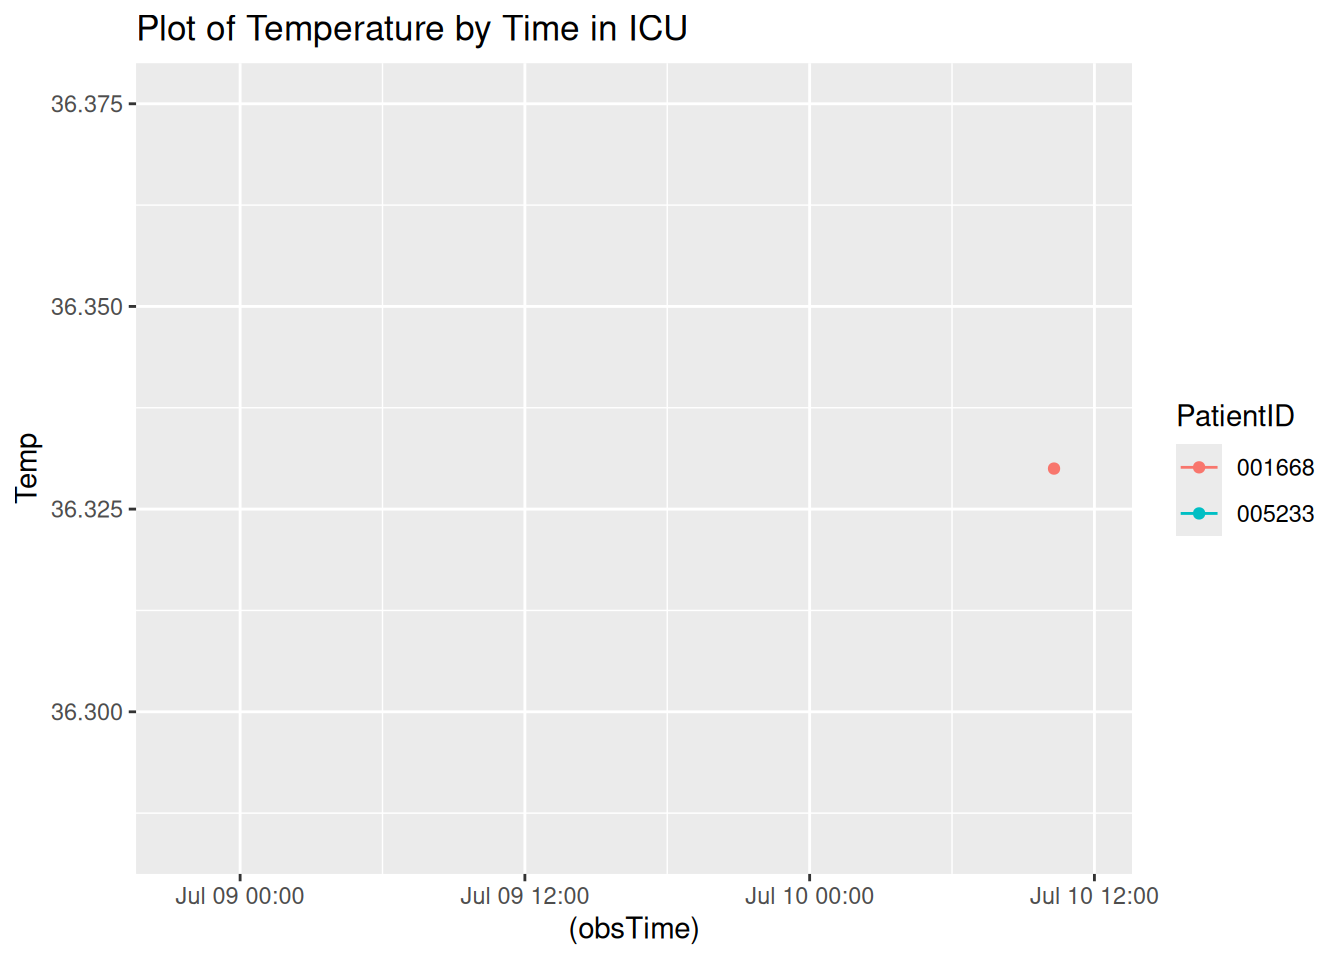 Plot of Temperature by Time in ICU
36.375
36.350
36.325
36.300
Temp
Jul 09 00:00
Jul 09 12:00
Jul 10 00:00
Jul 10 12:00
(obsTime)
PatientID
001668
005233